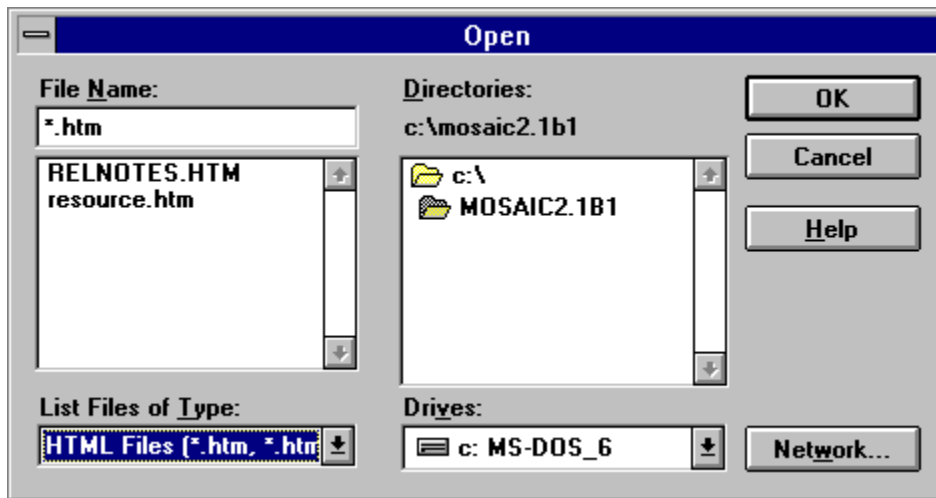 Open
File Name:
*.htm
RELNOTES.HTM
resource.htm
List Files of Type:
HTML Files (*.htm, *.htm
Directories:
c:\mosaic2.1b1
c:\
MOSAIC2.1B1
Drives:
c: MS-DOS_6
OK
Cancel
Help
Network...